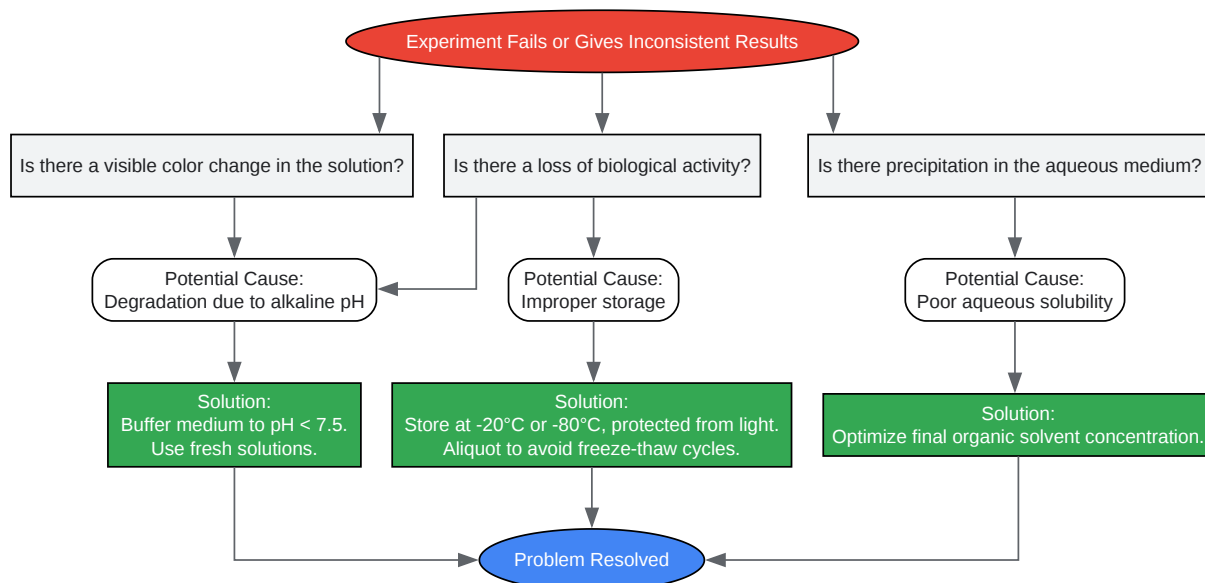 Experiment Fails or Gives Inconsistent Results
Is there a visible color change in the solution?
Is there a loss of biological activity?
Is there precipitation in the aqueous medium?
Potential Cause:
Degradation due to alkaline pH
Potential Cause:
Improper storage
Potential Cause:
Poor aqueous solubility
Solution:
Buffer medium to pH < 7.5.
Use fresh solutions.
Solution:
Store at -20°C or -80°C, protected from light.
Aliquot to avoid freeze-thaw cycles.
Solution:
Optimize final organic solvent concentration.
Problem Resolved